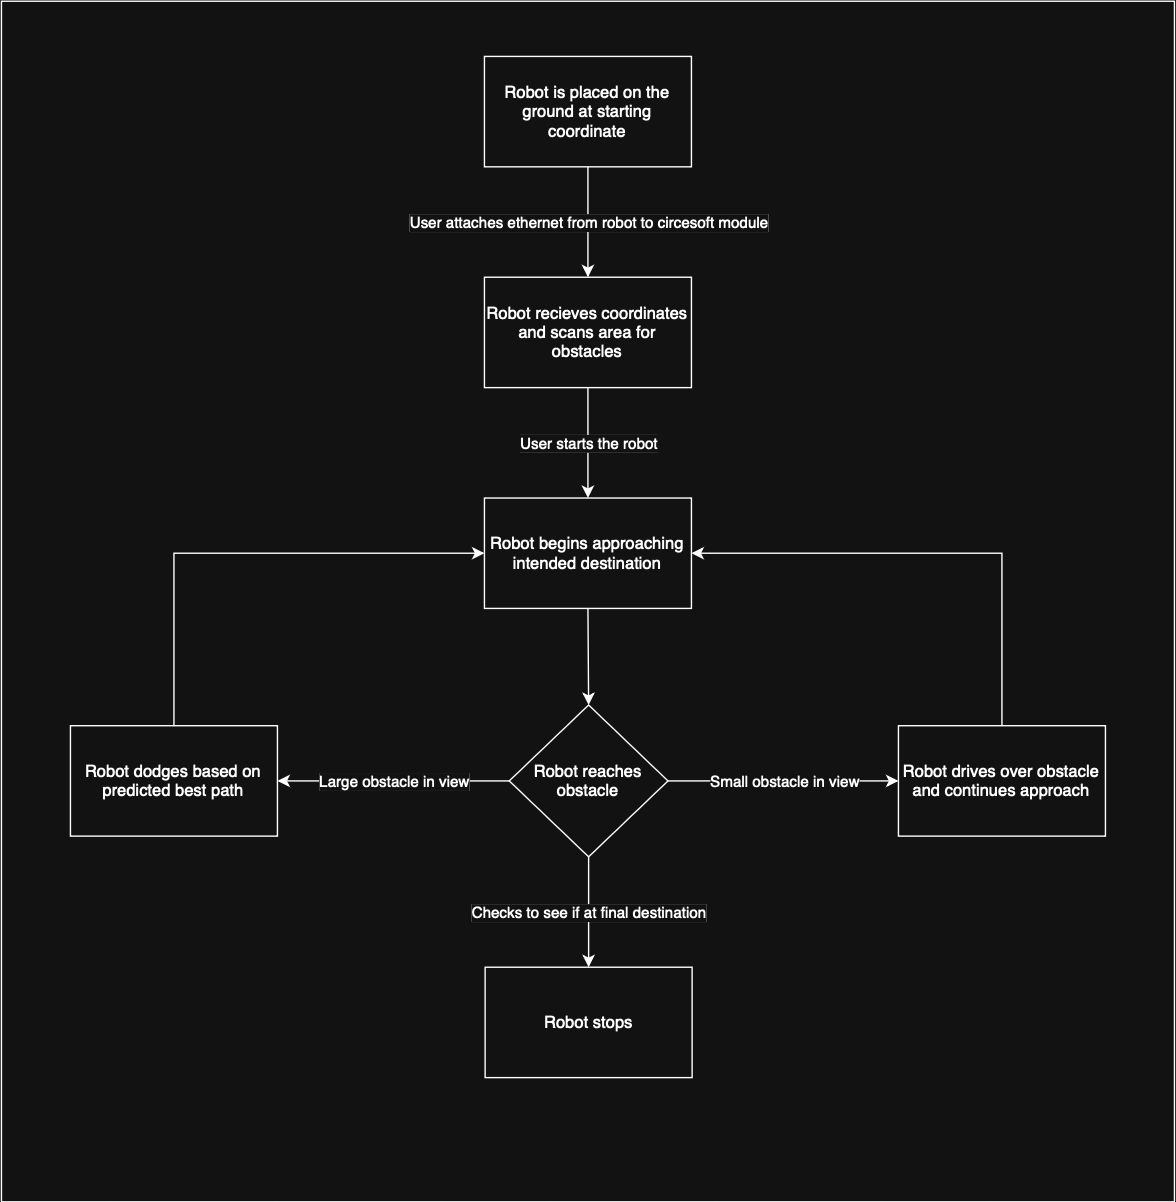 Robot is placed on the
ground at starting
coordinate
User attaches ethernet from robot to circesoft module
Robot recieves coordinates
and scans area for
obstacles
User starts the robot
Robot begins approaching
intended destination
Robot dodges based on
predicted best path
Large obstacle in view
Robot reaches
obstacle
Small obstacle in view
Robot drives over obstacle
and continues approach
Checks to see if at final destination
Robot stops